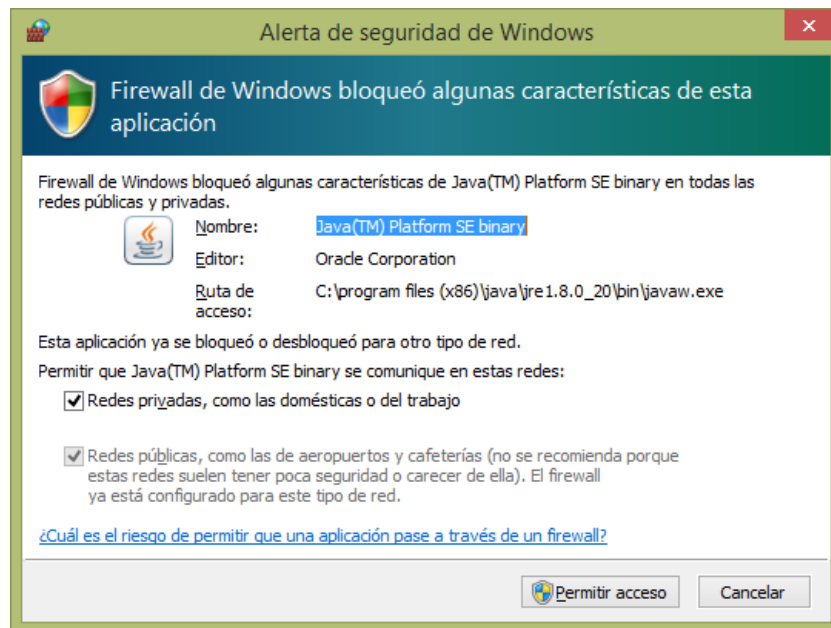 Alerta de seguridad de Windows
Firewall de Windows bloqueó algunas características de esta
aplicación
Firewall de Windows bloqueó algunas características de Java(TM) Platform SE binary en todas las
redes públicas y privadas.
Nombre: Java(TM) Platform SE binary
Editor: Oracle Corporation
Ruta de C:\program files (x86)\java\jre1.8.0_20\bin\javaw.exe
acceso:
Esta aplicación ya se bloqueó o desbloqueó para otro tipo de red.
Permitir que Java(TM) Platform SE binary se comunique en estas redes:
Redes privadas, como las domésticas o del trabajo
Redes públicas, como las de aeropuertos y cafeterías (no se recomienda porque
estas redes suelen tener poca seguridad o carecer de ella). El firewall
ya está configurado para este tipo de red.
¿Cuál es el riesgo de permitir que una aplicación pase a través de un firewall?
Permitir acceso Cancelar